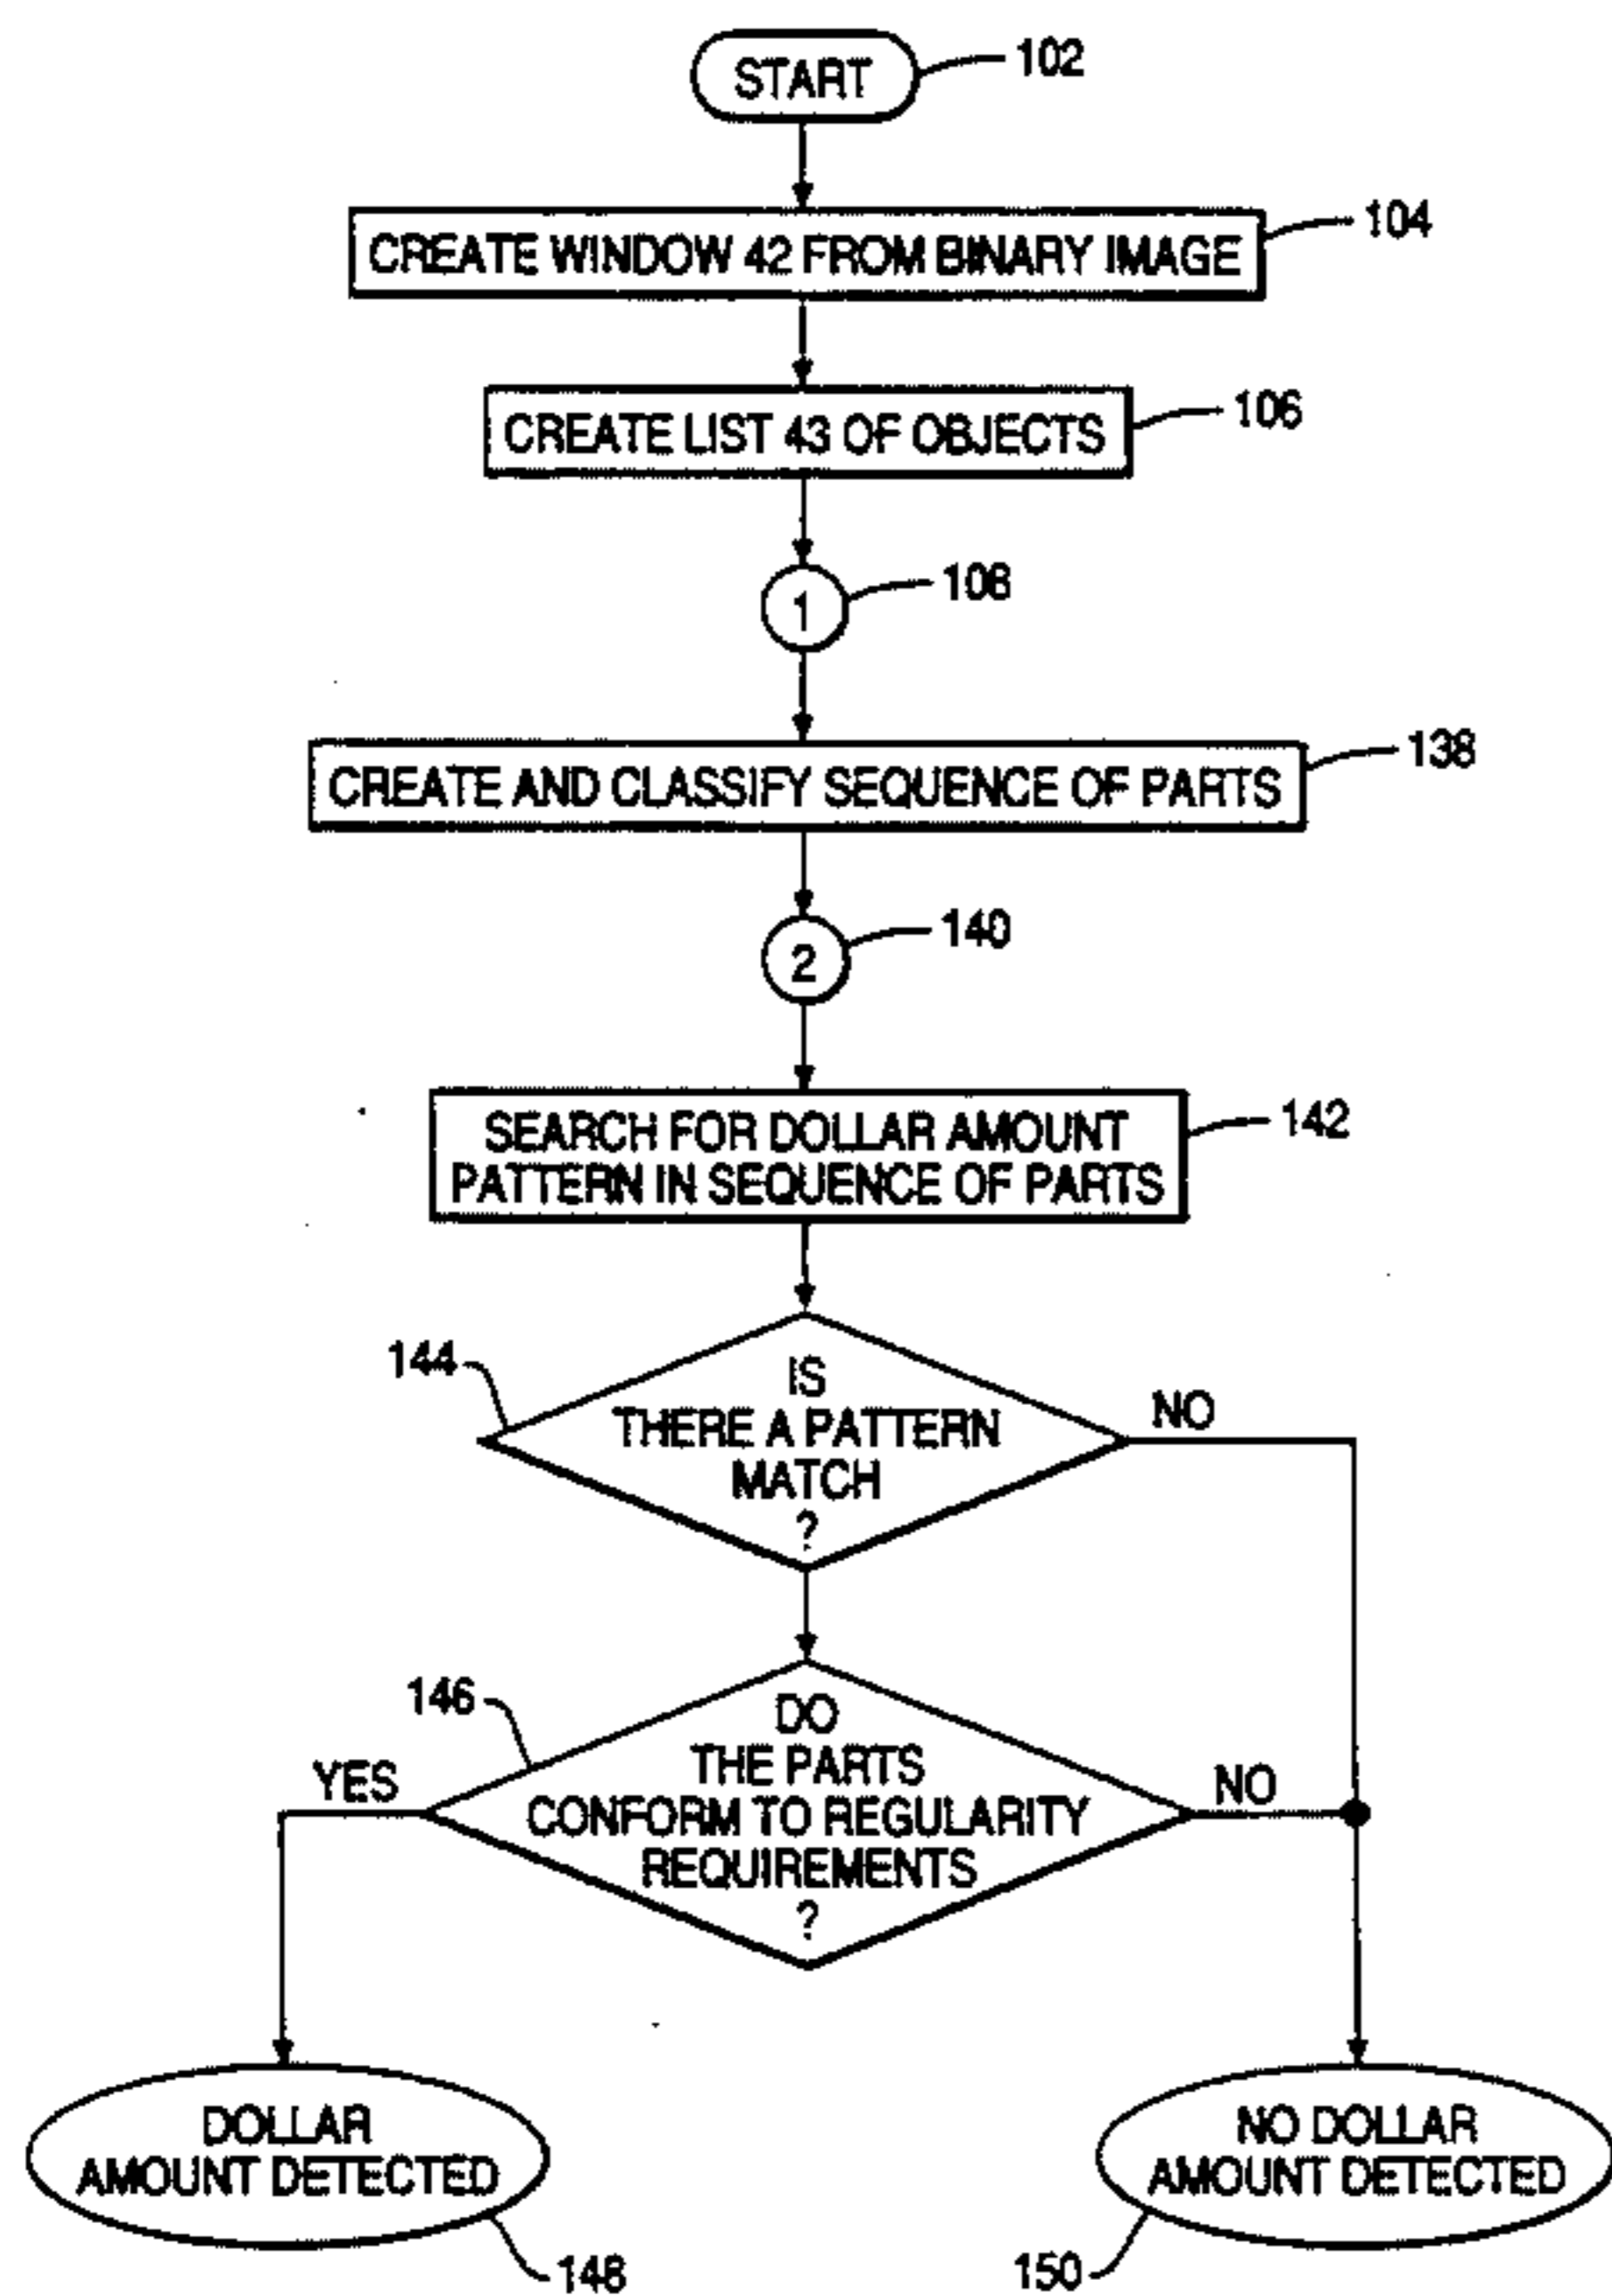 START
102
CREATE WINDOW 42 FROM BINARY IMAGE
104
CREATE LIST 43 OF OBJECTS
106
1
108
CREATE AND CLASSIFY SEQUENCE OF PARTS
138
2
140
SEARCH FOR DOLLAR AMOUNT
PATTERN IN SEQUENCE OF PARTS
142
144
IS
THERE A PATTERN
MATCH
?
NO
146
DO
THE PARTS
CONFORM TO REGULARITY
REQUIREMENTS
?
YES
NO
DOLLAR
AMOUNT DETECTED
148
NO DOLLAR
AMOUNT DETECTED
150